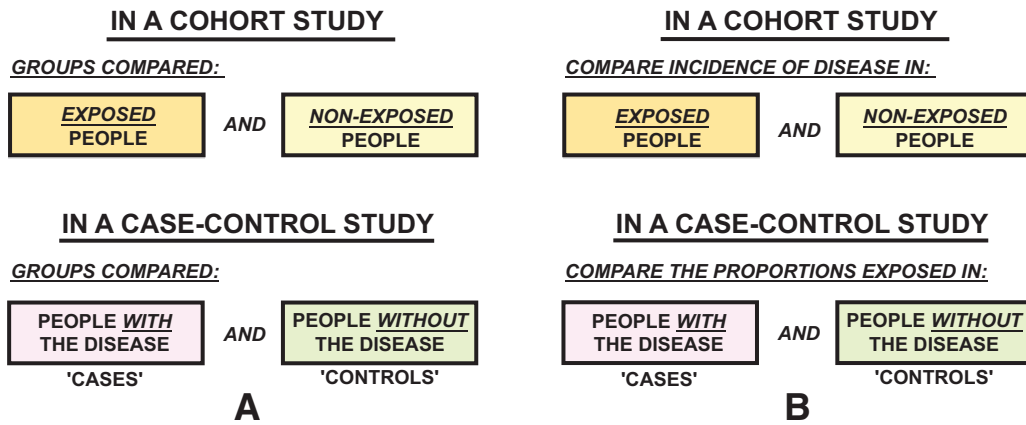 IN A COHORT STUDY
GROUPS COMPARED:
EXPOSED
PEOPLE
AND
NON-EXPOSED
PEOPLE
IN A CASE-CONTROL STUDY
GROUPS COMPARED:
PEOPLE WITH
THE DISEASE
AND
PEOPLE WITHOUT
THE DISEASE
'CASES'
'CONTROLS'
A
IN A COHORT STUDY
COMPARE INCIDENCE OF DISEASE IN:
EXPOSED
PEOPLE
AND
NON-EXPOSED
PEOPLE
IN A CASE-CONTROL STUDY
COMPARE THE PROPORTIONS EXPOSED IN:
PEOPLE WITH
THE DISEASE
AND
PEOPLE WITHOUT
THE DISEASE
'CASES'
'CONTROLS'
B